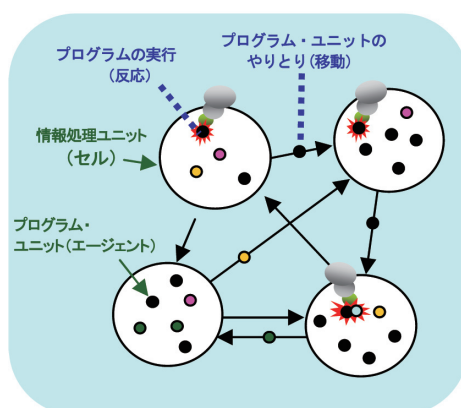 プログラムの実行
(反応)
プログラム・ユニットの
やりとり(移動)
情報処理ユニット
(セル)
プログラム・
ユニット(エージェント)